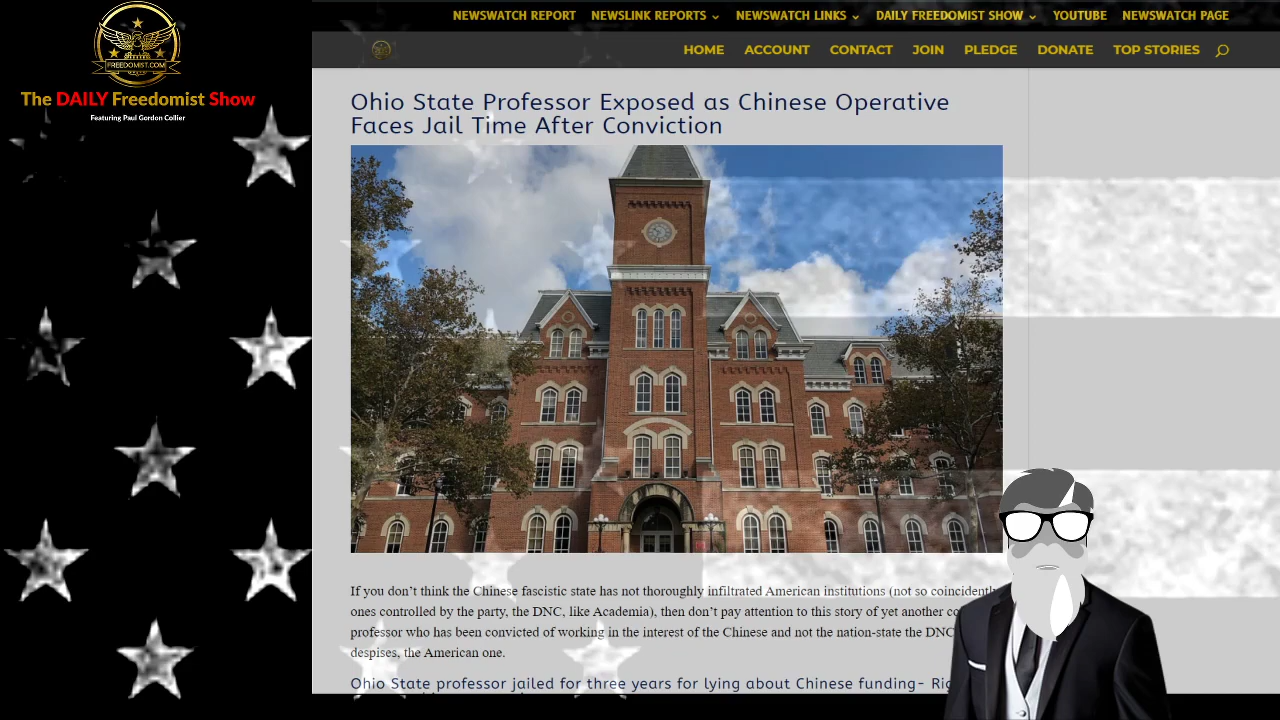 FREEDOMIST.COM
The DAILY Freedomist Show
Featuring Paul Gordon Collier
NEWSWATCH REPORT NEWSLINK REPORTS NEWSWATCH LINKS DAILY FREEDOMIST SHOW YOUTUBE NEWSWATCH PAGE
HOME ACCOUNT CONTACT JOIN PLEDGE DONATE TOP STORIES
Ohio State Professor Exposed as Chinese Operative
Faces Jail Time After Conviction
If you don't think the Chinese fascistic state has not thoroughly infiltrated American institutions (not so coincidently
ones controlled by the party, the DNC, like Academia), then don't pay attention to this story of yet another
professor who has been convicted of working in the interest of the Chinese and not the nation-state the DNC
despises, the American one.
Ohio State professor jailed for three years for lying about Chinese funding-